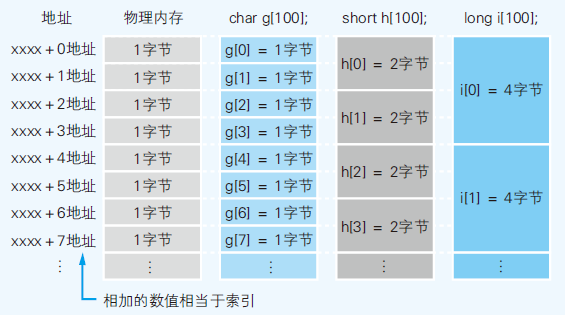 地址 物理内存 char g[100]; short h[100]; long i[100];
xxxx＋0地址 1字节 g[0] = 1字节 h[0] = 2字节 i[0] = 4字节
xxxx＋1地址 1字节 g[1] = 1字节
xxxx＋2地址 1字节 g[2] = 1字节 h[1] = 2字节
xxxx＋3地址 1字节 g[3] = 1字节
xxxx＋4地址 1字节 g[4] = 1字节 h[2] = 2字节 i[1] = 4字节
xxxx＋5地址 1字节 g[5] = 1字节
xxxx＋6地址 1字节 g[6] = 1字节 h[3] = 2字节
xxxx＋7地址 1字节 g[7] = 1字节
⋮ ⋮ ⋮ ⋮ ⋮
相加的数值相当于索引